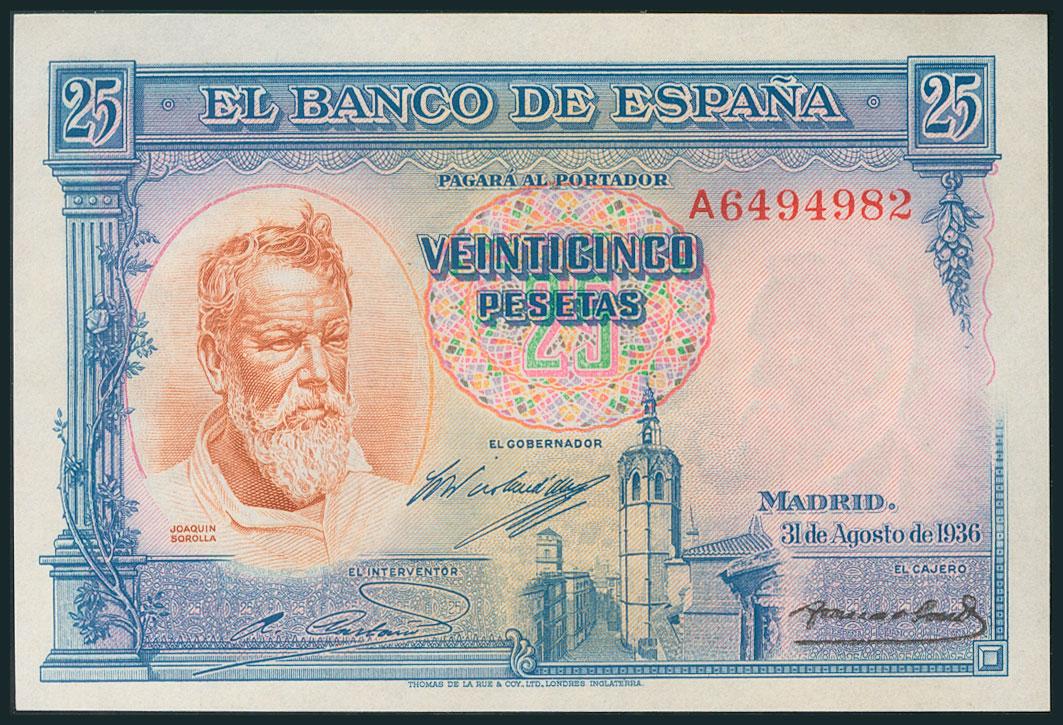 25 EL BANCO DE ESPAÑA 25
PAGARÁ AL PORTADOR
A6494982
VEINTICINCO
PESETAS
25
EL GOBERNADOR
MADRID.
31 de Agosto de 1936
JOAQUIN
SOROLLA
EL INTERVENTOR
EL CAJERO
THOMAS DE LA RUE & COY. LTD., LONDRES INGLATERRA.